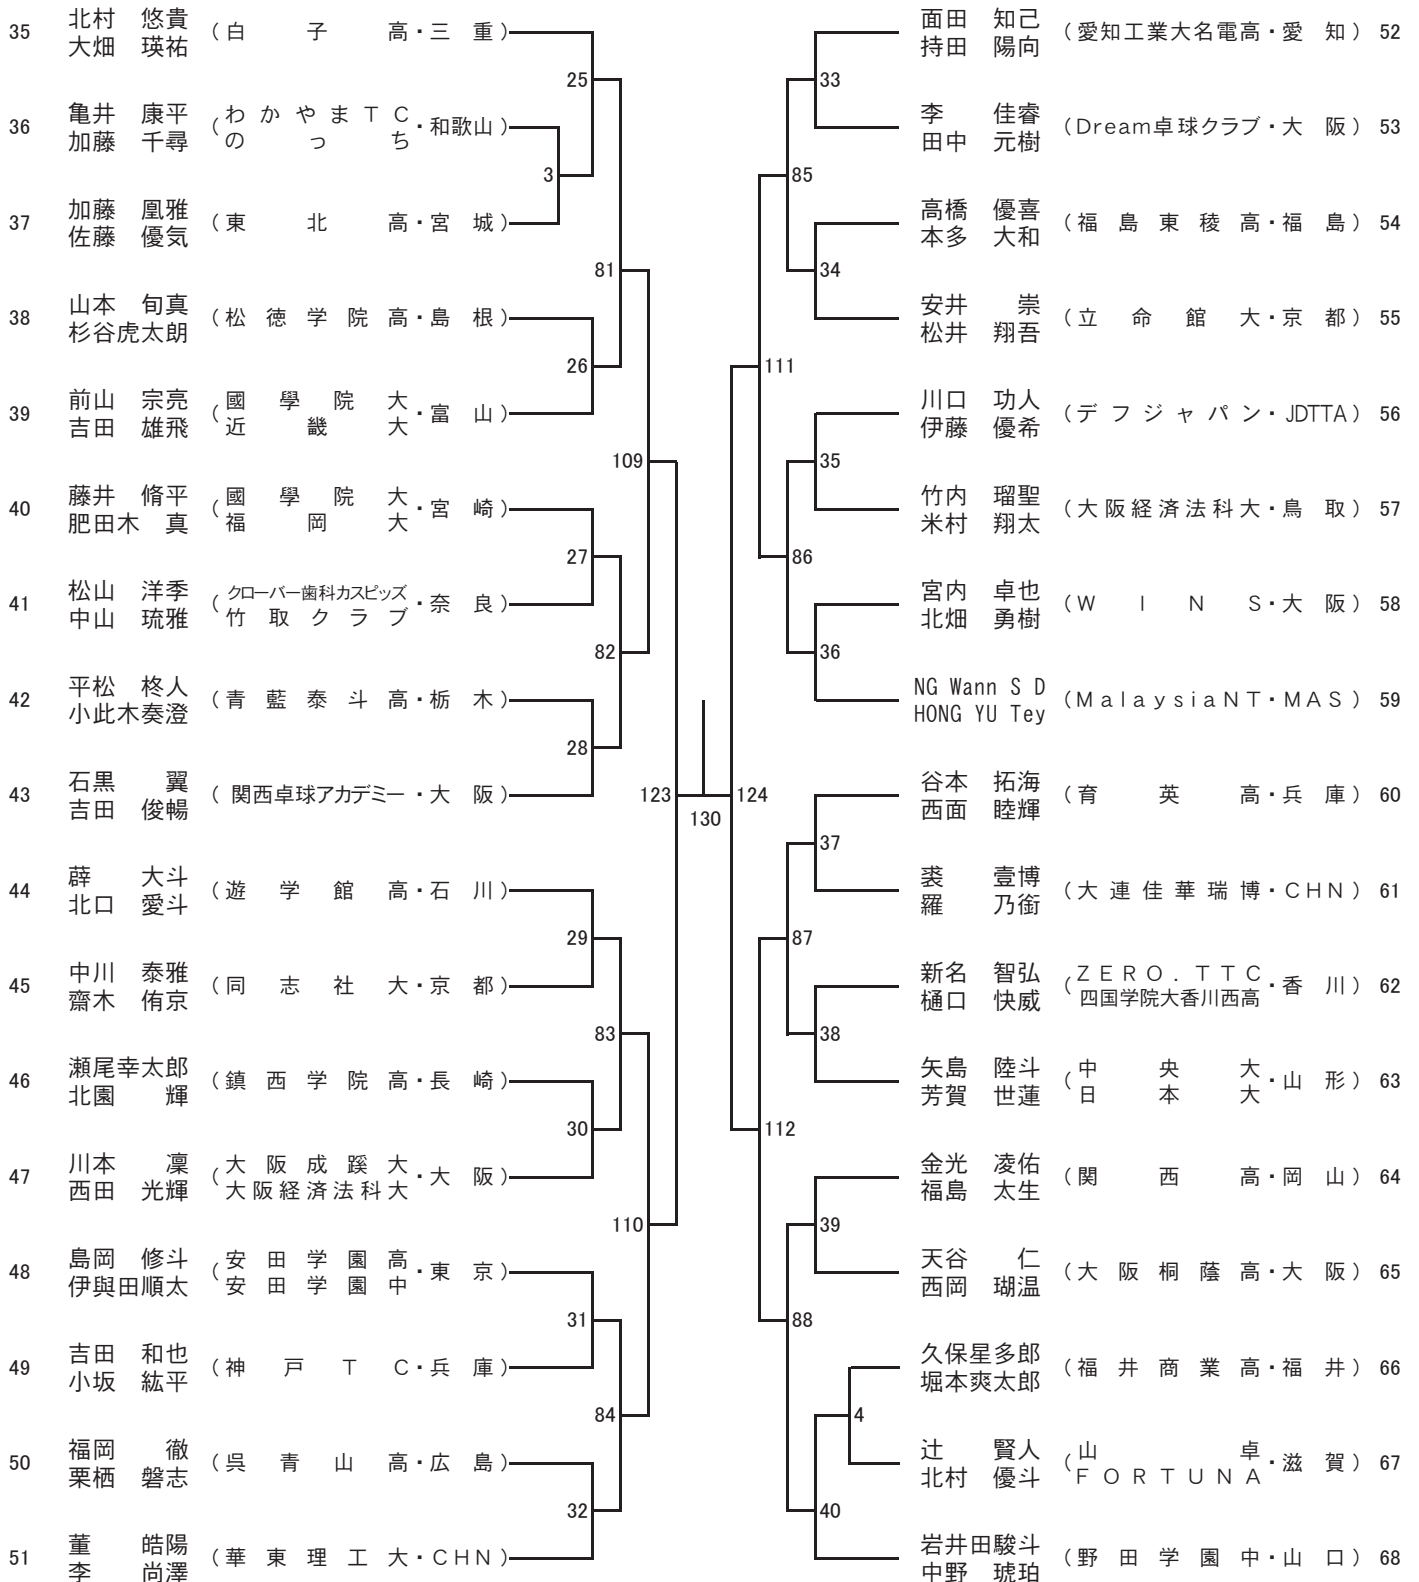 35 北村 悠貴 大畑 瑛祐 (白子高・三重)
36 亀井 康平 加藤 千尋 (わかやまTC のっち・和歌山)
37 加藤 凰雅 佐藤 優気 (東北高・宮城)
38 山本 旬真 杉谷虎太朗 (松徳学院高・島根)
39 前山 宗亮 吉田 雄飛 (國學院大 近畿大・富山)
40 藤井 脩平 肥田木 真 (國學院大 福岡大・宮崎)
41 松山 洋季 中山 琉雅 (クローバー歯科カスピッズ 竹取クラブ・奈良)
42 平松 柊人 小此木奏澄 (青藍泰斗高・栃木)
43 石黒 翼 吉田 俊暢 (関西卓球アカデミー・大阪)
44 薜 大斗 北口 愛斗 (遊学館高・石川)
45 中川 泰雅 齋木 侑京 (同志社大・京都)
46 瀬尾幸太郎 北園 輝 (鎮西学院高・長崎)
47 川本 凜 西田 光輝 (大阪成蹊大 大阪経済法科大・大阪)
48 島岡 修斗 伊與田順太 (安田学園高 安田学園中・東京)
49 吉田 和也 小坂 紘平 (神戸TC・兵庫)
50 福岡 徹 栗栖 磐志 (呉青山高・広島)
51 董 皓陽 李 尚澤 (華東理工大・CHN)
25
3
81
26
109
27
82
28
123
29
83
30
110
31
84
32
130
124
33
85
34
111
35
86
36
37
87
38
112
39
88
4
40
面田 知己 持田 陽向 (愛知工業大名電高・愛知) 52
李 佳睿 田中 元樹 (Dream卓球クラブ・大阪) 53
高橋 優喜 本多 大和 (福島東稜高・福島) 54
安井 崇 松井 翔吾 (立命館大・京都) 55
川口 功人 伊藤 優希 (デフジャパン・JDTTA) 56
竹内 瑠聖 米村 翔太 (大阪経済法科大・鳥取) 57
宮内 卓也 北畑 勇樹 (WINS・大阪) 58
NG Wann S D HONG YU Tey (MalaysiaNT・MAS) 59
谷本 拓海 西面 睦輝 (育英高・兵庫) 60
裘 壹博 羅 乃銜 (大連佳華瑞博・CHN) 61
新名 智弘 樋口 快威 (ZERO.TTC 四国学院大香川西高・香川) 62
矢島 陸斗 芳賀 世蓮 (中央大 日本大・山形) 63
金光 凌佑 福島 太生 (関西高・岡山) 64
天谷 仁 西岡 瑚温 (大阪桐蔭高・大阪) 65
久保星多郎 堀本爽太郎 (福井商業高・福井) 66
辻 賢人 北村 優斗 (山卓 FORTUNA・滋賀) 67
岩井田駿斗 中野 琥珀 (野田学園中・山口) 68